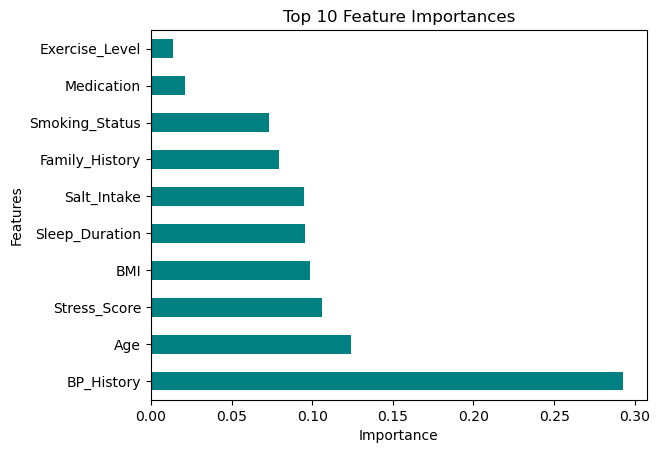 Top 10 Feature Importances
Features
Exercise_Level
Medication
Smoking_Status
Family_History
Salt_Intake
Sleep_Duration
BMI
Stress_Score
Age
BP_History
0.00 0.05 0.10 0.15 0.20 0.25 0.30
Importance